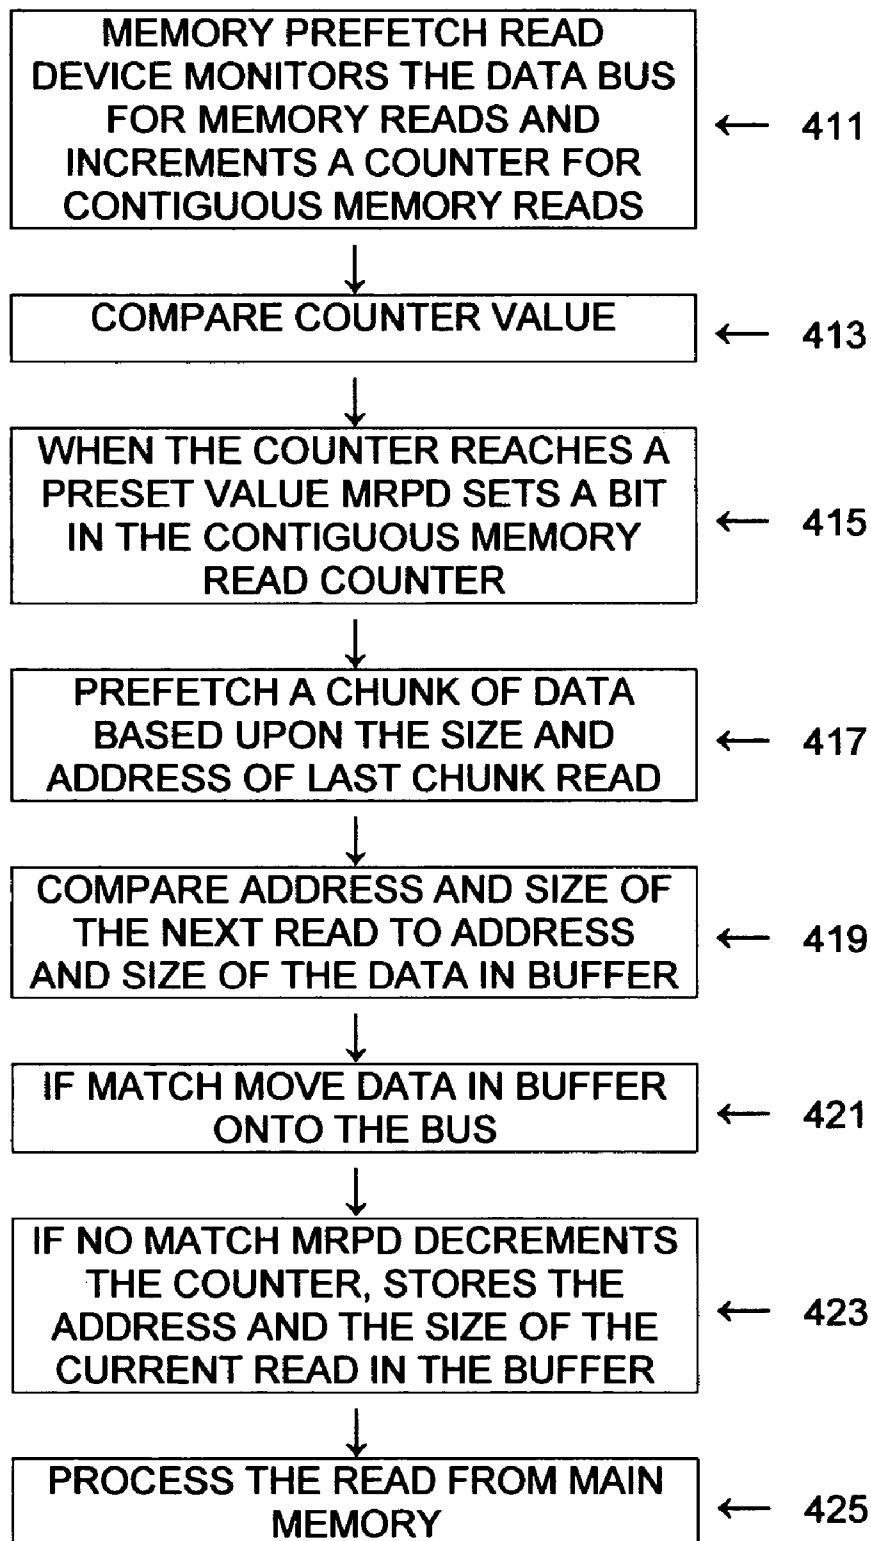 MEMORY PREFETCH READ
DEVICE MONITORS THE DATA BUS
FOR MEMORY READS AND
INCREMENTS A COUNTER FOR
CONTIGUOUS MEMORY READS
← 411
COMPARE COUNTER VALUE
← 413
WHEN THE COUNTER REACHES A
PRESET VALUE MRPD SETS A BIT
IN THE CONTIGUOUS MEMORY
READ COUNTER
← 415
PREFETCH A CHUNK OF DATA
BASED UPON THE SIZE AND
ADDRESS OF LAST CHUNK READ
← 417
COMPARE ADDRESS AND SIZE OF
THE NEXT READ TO ADDRESS
AND SIZE OF THE DATA IN BUFFER
← 419
IF MATCH MOVE DATA IN BUFFER
ONTO THE BUS
← 421
IF NO MATCH MRPD DECREMENTS
THE COUNTER, STORES THE
ADDRESS AND THE SIZE OF THE
CURRENT READ IN THE BUFFER
← 423
PROCESS THE READ FROM MAIN
MEMORY
← 425